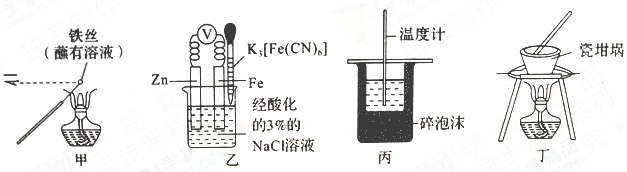 铁丝
(蘸有溶液)
甲
V
K₃[Fe(CN)₆]
Zn
Fe
经酸化
的3%的
NaCl溶液
乙
温度计
碎泡沫
丙
瓷坩埚
丁